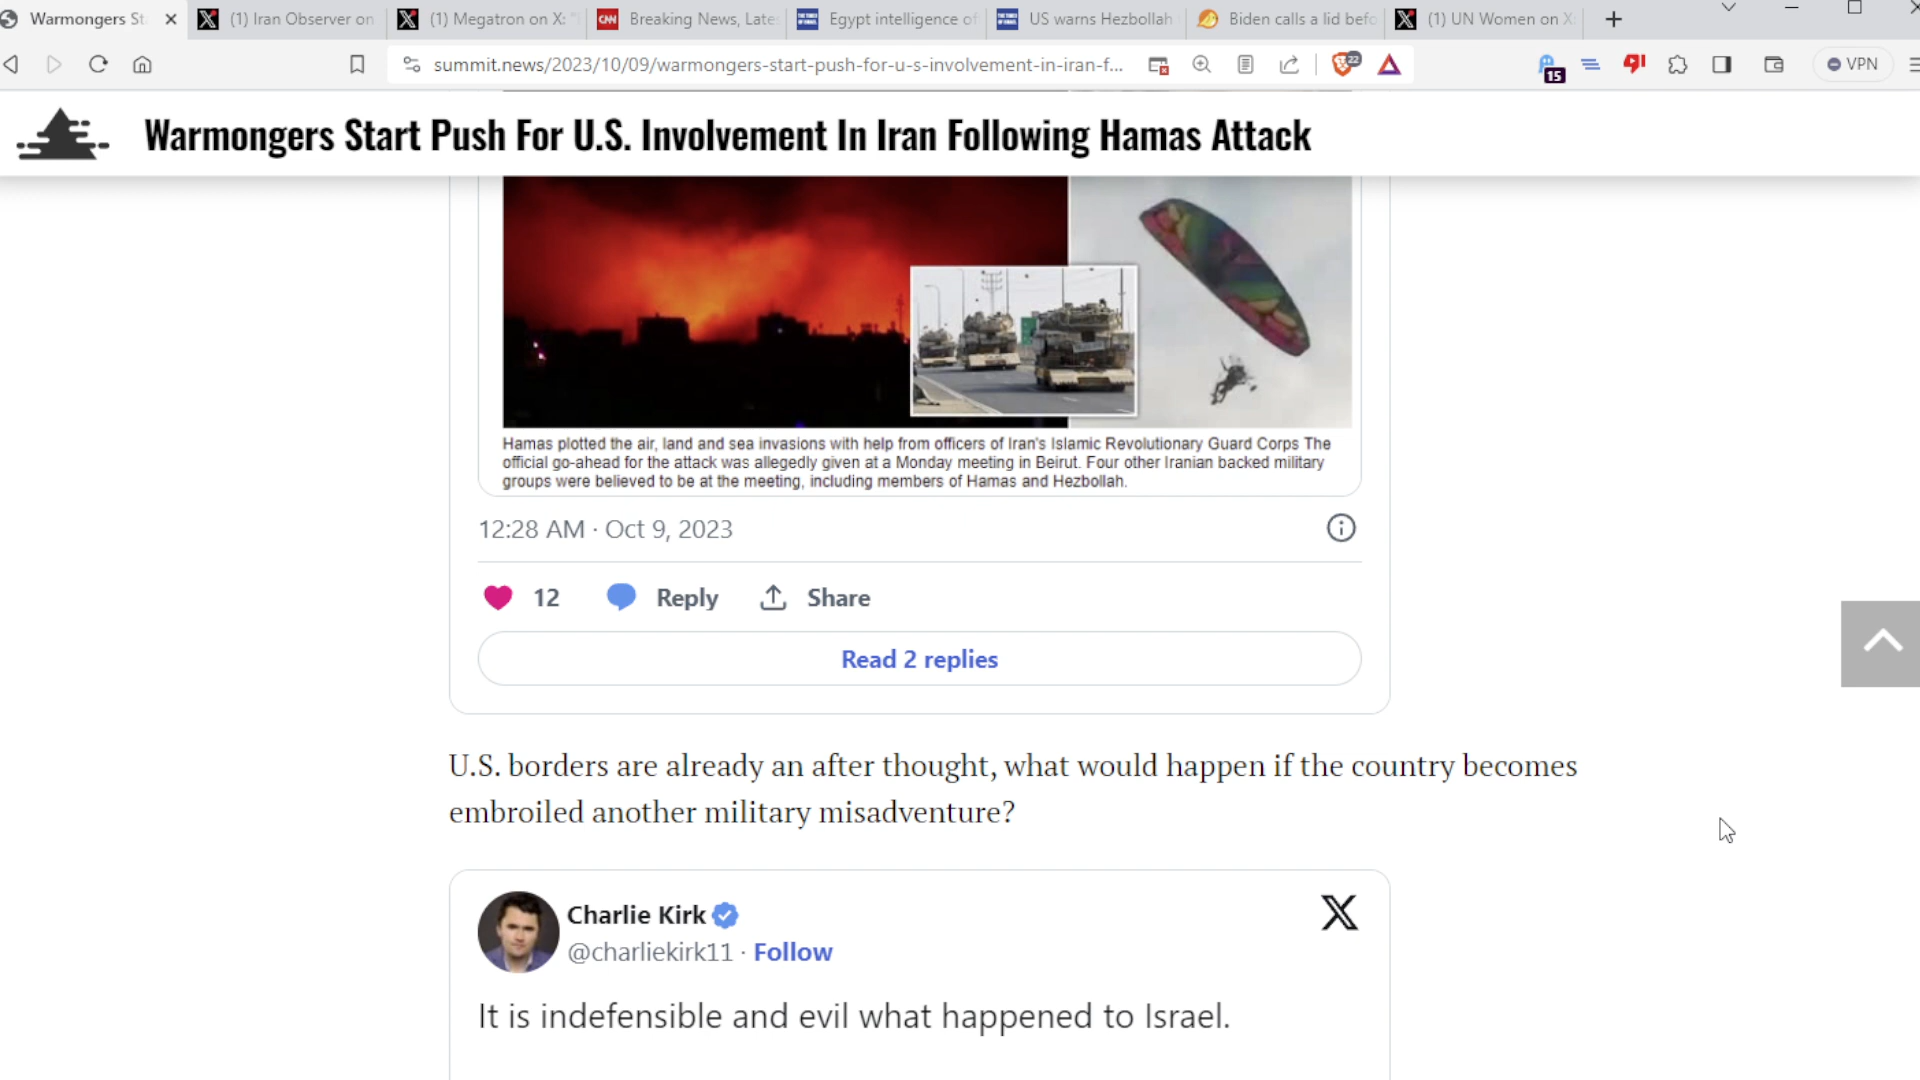 Warmongers St
(1) Iran Observer on
(1) Megatron on X: "
CNN
Breaking News, Late
Egypt intelligence of
US warns Hezbollah
Biden calls a lid befo
(1) UN Women on X
summit.news/2023/10/09/warmongers-start-push-for-u-s-involvement-in-iran-f...
22
15
VPN
Warmongers Start Push For U.S. Involvement In Iran Following Hamas Attack
Hamas plotted the air, land and sea invasions with help from officers of Iran's Islamic Revolutionary Guard Corps The
official go-ahead for the attack was allegedly given at a Monday meeting in Beirut. Four other Iranian backed military
groups were believed to be at the meeting, including members of Hamas and Hezbollah.
12:28 AM · Oct 9, 2023
12 Reply Share
Read 2 replies
U.S. borders are already an after thought, what would happen if the country becomes
embroiled another military misadventure?
Charlie Kirk
@charliekirk11 · Follow
It is indefensible and evil what happened to Israel.